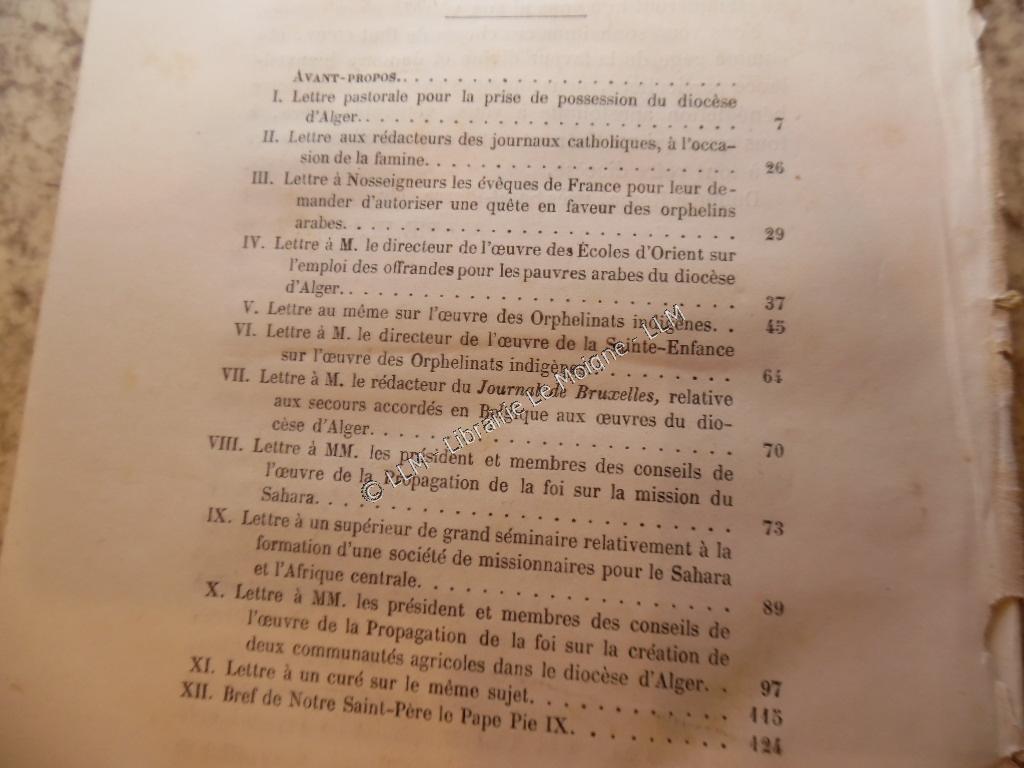 AVANT-PROPOS. . . . . . . . . . . . . . . . . .
I. Lettre pastorale pour la prise de possession du diocèse
d'Alger. . . . . . . . . . . . . . . . . . . . 7
II. Lettre aux rédacteurs des journaux catholiques, à l'occa-
sion de la famine. . . . . . . . . . . . . . . . 26
III. Lettre à Nosseigneurs les évêques de France pour leur de-
mander d'autoriser une quête en faveur des orphelins
arabes. . . . . . . . . . . . . . . . . . . . . 29
IV. Lettre à M. le directeur de l'œuvre des Écoles d'Orient sur
l'emploi des offrandes pour les pauvres arabes du diocèse
d'Alger. . . . . . . . . . . . . . . . . . . . . 37
V. Lettre au même sur l'œuvre des Orphelinats indigènes. . 45
VI. Lettre à M. le directeur de l'œuvre de la Sainte-Enfance
sur l'œuvre des Orphelinats indigènes. . . . . . . . 64
VII. Lettre à M. le rédacteur du Journal de Bruxelles, relative
aux secours accordés en Belgique aux œuvres du dio-
cèse d'Alger. . . . . . . . . . . . . . . . . . . 70
VIII. Lettre à MM. les président et membres des conseils de
l'œuvre de la Propagation de la foi sur la mission du
Sahara. . . . . . . . . . . . . . . . . . . . . 73
IX. Lettre à un supérieur de grand séminaire relativement à la
formation d'une société de missionnaires pour le Sahara
et l'Afrique centrale. . . . . . . . . . . . . . . 89
X. Lettre à MM. les président et membres des conseils de
l'œuvre de la Propagation de la foi sur la création de
deux communautés agricoles dans le diocèse d'Alger. . 97
XI. Lettre à un curé sur le même sujet. . . . . . . . . . 115
XII. Bref de Notre Saint-Père le Pape Pie IX. . . . . . . . 124
© LLM - Librairie Le Moigne - LLM